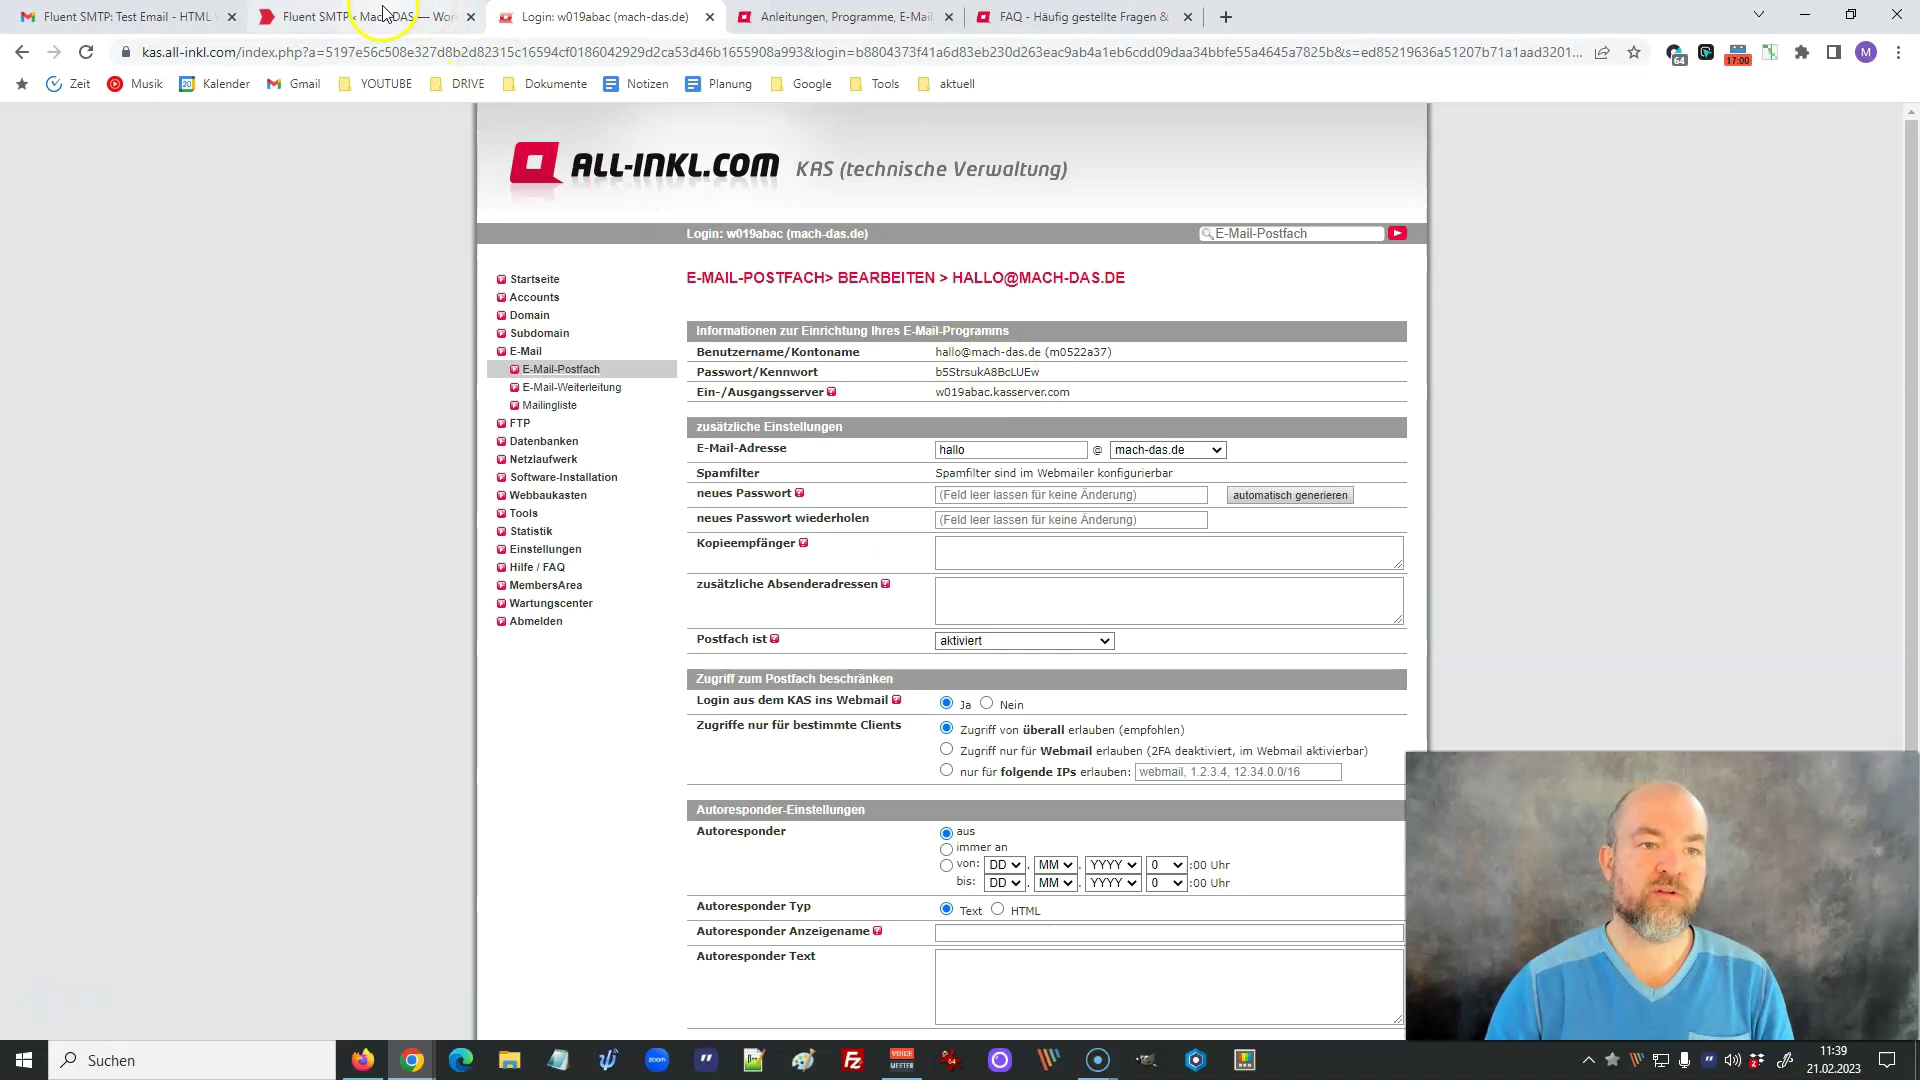 Fluent SMTP: Test Email - HTML
Fluent SMTP ‹ Mach DAS — Wor
Login: w019abac (mach-das.de)
Anleitungen, Programme, E-Mail
FAQ - Häufig gestellte Fragen &
kas.all-inkl.com/index.php?a=5197e56c508e327d8b2d82315c16594cf0186042929d2ca53d46b1655908a993&login=b8804373f41a6d83eb230d263eac9ab4a1eb6cdd09daa34bbfe55a4645a7825b&s=ed85219636a51207b71a1aad3201...
64
17:00
M
Zeit
Musik
Kalender
Gmail
YOUTUBE
DRIVE
Dokumente
Notizen
Planung
Google
Tools
aktuell
ALL-INKL.COM KAS (technische Verwaltung)
Login: w019abac (mach-das.de)
E-Mail-Postfach
Startseite
Accounts
Domain
Subdomain
E-Mail
E-Mail-Postfach
E-Mail-Weiterleitung
Mailingliste
FTP
Datenbanken
Netzlaufwerk
Software-Installation
Webbaukasten
Tools
Statistik
Einstellungen
Hilfe / FAQ
MembersArea
Wartungscenter
Abmelden
E-MAIL-POSTFACH> BEARBEITEN > HALLO@MACH-DAS.DE
Informationen zur Einrichtung Ihres E-Mail-Programms
Benutzername/Kontoname hallo@mach-das.de (m0522a37)
Passwort/Kennwort b5StrsukA8BcLUEw
Ein-/Ausgangsserver w019abac.kasserver.com
zusätzliche Einstellungen
E-Mail-Adresse hallo @ mach-das.de
Spamfilter Spamfilter sind im Webmailer konfigurierbar
neues Passwort (Feld leer lassen für keine Änderung) automatisch generieren
neues Passwort wiederholen (Feld leer lassen für keine Änderung)
Kopieempfänger
zusätzliche Absenderadressen
Postfach ist aktiviert
Zugriff zum Postfach beschränken
Login aus dem KAS ins Webmail Ja Nein
Zugriffe nur für bestimmte Clients Zugriff von überall erlauben (empfohlen)
Zugriff nur für Webmail erlauben (2FA deaktiviert, im Webmail aktivierbar)
nur für folgende IPs erlauben: webmail, 1.2.3.4, 12.34.0.0/16
Autoresponder-Einstellungen
Autoresponder aus
immer an
von: DD . MM . YYYY 0 :00 Uhr
bis: DD . MM . YYYY 0 :00 Uhr
Autoresponder Typ Text HTML
Autoresponder Anzeigename
Autoresponder Text
Suchen
VOICE
MEETER
64
11:39
21.02.2023